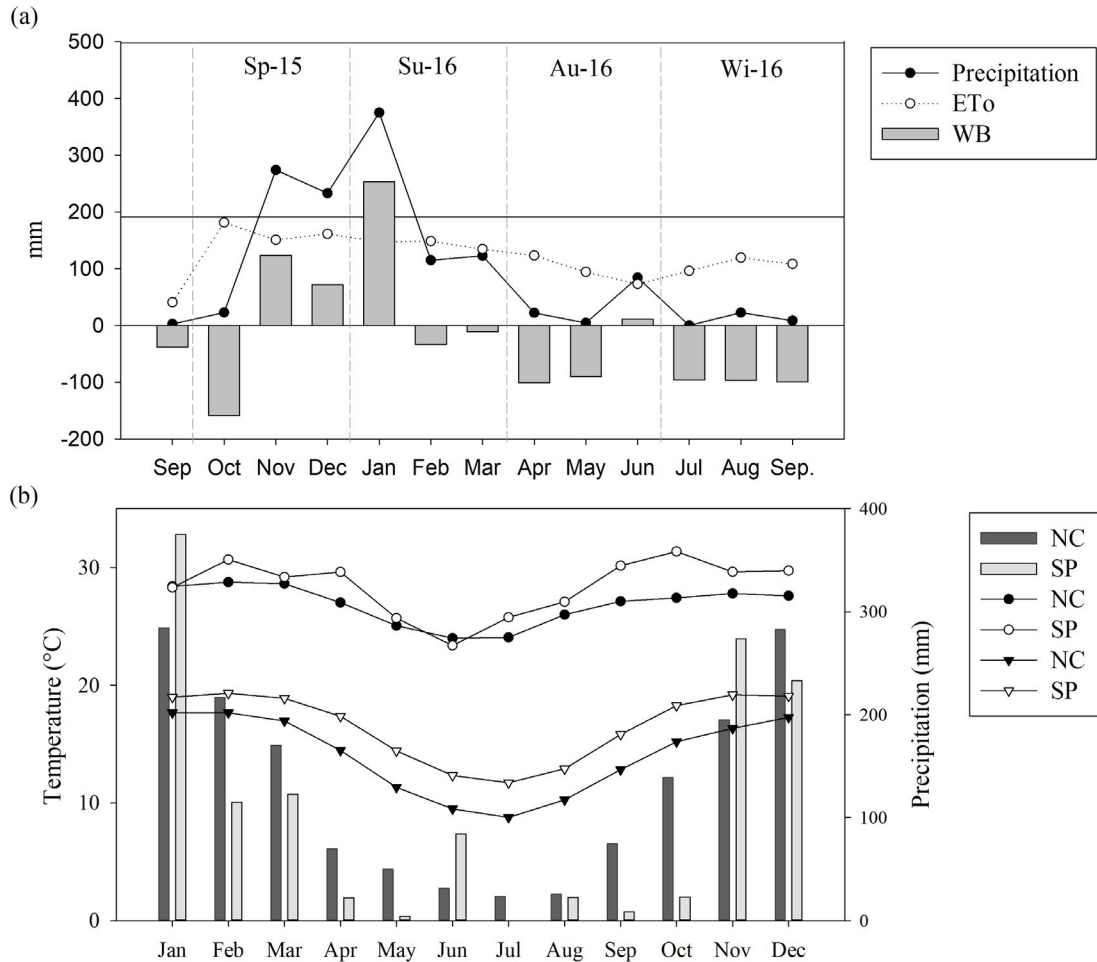 (a)
500
400
300
200
100
0
-100
-200
mm
Sp-15 Su-16 Au-16 Wi-16
Sep Oct Nov Dec Jan Feb Mar Apr May Jun Jul Aug Sep.
Precipitation
ETo
WB
(b)
30
20
10
0
Temperature (°C)
400
300
200
100
0
Precipitation (mm)
Jan Feb Mar Apr May Jun Jul Aug Sep Oct Nov Dec
NC
SP
NC
SP
NC
SP